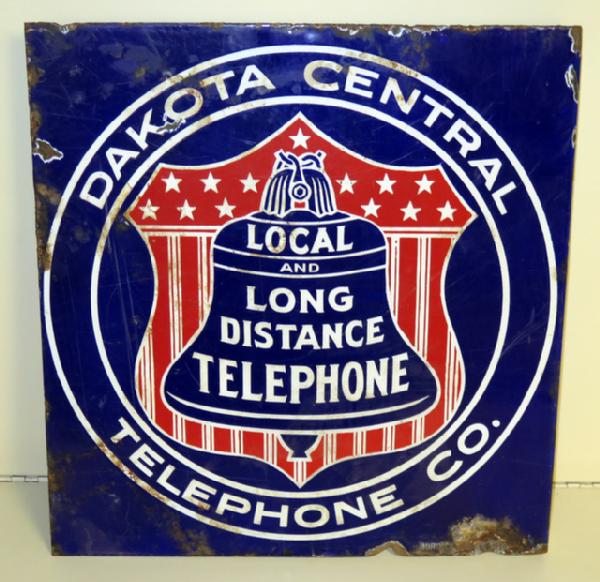 DAKOTA CENTRAL
LOCAL
AND
LONG
DISTANCE
TELEPHONE
TELEPHONE CO.